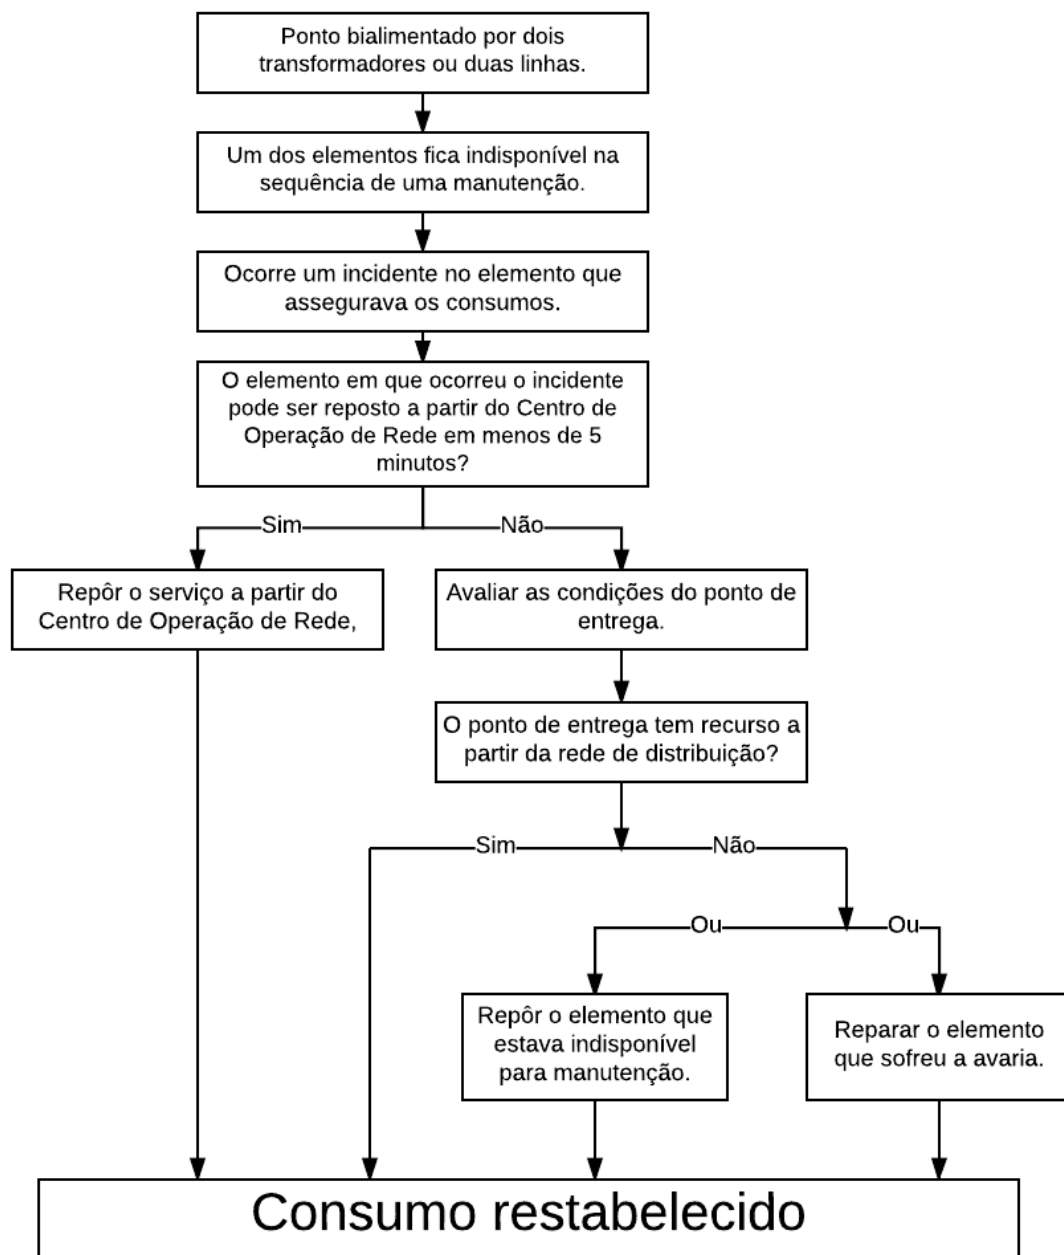 Ponto bialimentado por dois
transformadores ou duas linhas.
Um dos elementos fica indisponível na
sequência de uma manutenção.
Ocorre um incidente no elemento que
assegurava os consumos.
O elemento em que ocorreu o incidente
pode ser reposto a partir do Centro de
Operação de Rede em menos de 5
minutos?
Sim
Não
Repôr o serviço a partir do
Centro de Operação de Rede,
Avaliar as condições do ponto de
entrega.
O ponto de entrega tem recurso a
partir da rede de distribuição?
Sim
Não
Ou
Ou
Repôr o elemento que
estava indisponível
para manutenção.
Reparar o elemento
que sofreu a avaria.
Consumo restabelecido